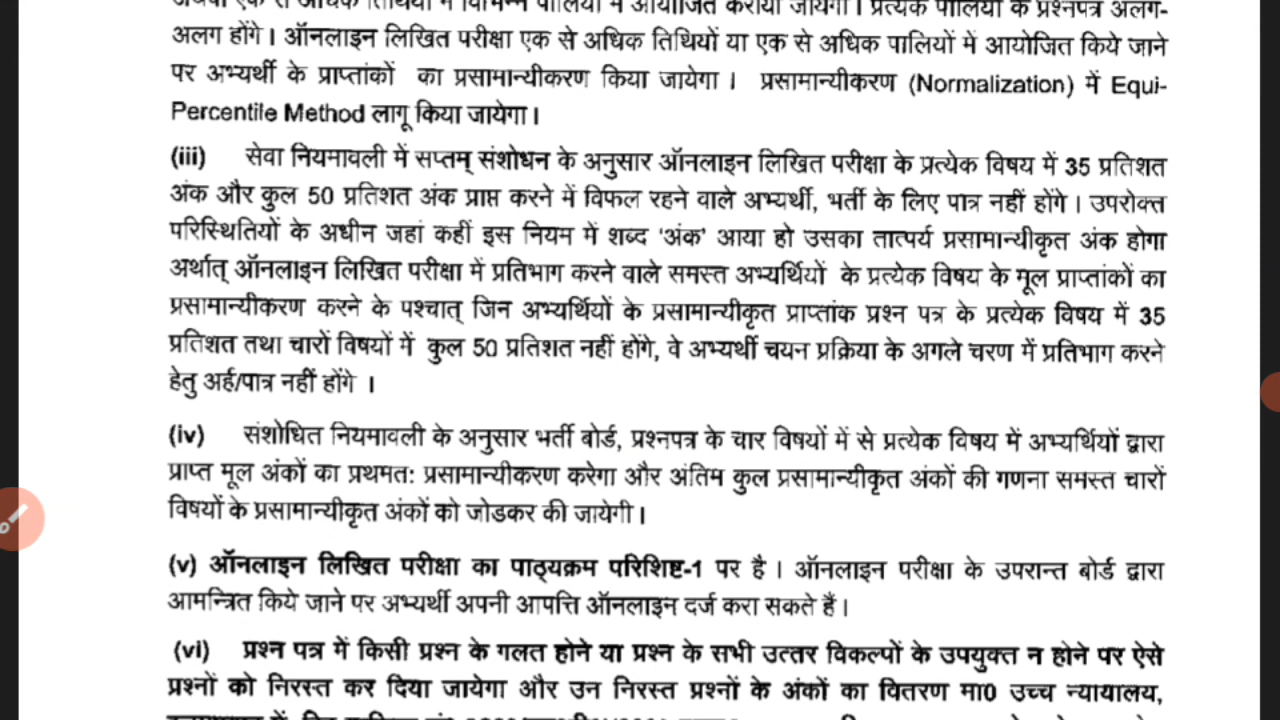 से अधिक तिथियों में विभिन्न पालियों में आयोजित कराया जायेगा। प्रत्येक पालियों के प्रश्नपत्र अलग-
अलग होंगे। ऑनलाइन लिखित परीक्षा एक से अधिक तिथियों या एक से अधिक पालियों में आयोजित किये जाने
पर अभ्यर्थी के प्राप्तांकों का प्रसामान्यीकरण किया जायेगा। प्रसामान्यीकरण (Normalization) में Equi-
Percentile Method लागू किया जायेगा।
(iii) सेवा नियमावली में सप्तम् संशोधन के अनुसार ऑनलाइन लिखित परीक्षा के प्रत्येक विषय में 35 प्रतिशत
अंक और कुल 50 प्रतिशत अंक प्राप्त करने में विफल रहने वाले अभ्यर्थी, भर्ती के लिए पात्र नहीं होंगे। उपरोक्त
परिस्थितियों के अधीन जहां कहीं इस नियम में शब्द 'अंक' आया हो उसका तात्पर्य प्रसामान्यीकृत अंक होगा
अर्थात् ऑनलाइन लिखित परीक्षा में प्रतिभाग करने वाले समस्त अभ्यर्थियों के प्रत्येक विषय के मूल प्राप्तांकों का
प्रसामान्यीकरण करने के पश्चात् जिन अभ्यर्थियों के प्रसामान्यीकृत प्राप्तांक प्रश्न पत्र के प्रत्येक विषय में 35
प्रतिशत तथा चारों विषयों में कुल 50 प्रतिशत नहीं होंगे, वे अभ्यर्थी चयन प्रक्रिया के अगले चरण में प्रतिभाग करने
हेतु अर्ह/पात्र नहीं होंगे ।
(iv) संशोधित नियमावली के अनुसार भर्ती बोर्ड, प्रश्नपत्र के चार विषयों में से प्रत्येक विषय में अभ्यर्थियों द्वारा
प्राप्त मूल अंकों का प्रथमत: प्रसामान्यीकरण करेगा और अंतिम कुल प्रसामान्यीकृत अंकों की गणना समस्त चारों
विषयों के प्रसामान्यीकृत अंकों को जोडकर की जायेगी।
(v) ऑनलाइन लिखित परीक्षा का पाठ्यक्रम परिशिष्ट-1 पर है। ऑनलाइन परीक्षा के उपरान्त बोर्ड द्वारा
आमन्त्रित किये जाने पर अभ्यर्थी अपनी आपत्ति ऑनलाइन दर्ज करा सकते हैं।
(vi) प्रश्न पत्र में किसी प्रश्न के गलत होने या प्रश्न के सभी उत्तर विकल्पों के उपयुक्त न होने पर ऐसे
प्रश्नों को निरस्त कर दिया जायेगा और उन निरस्त प्रश्नों के अंकों का वितरण मा0 उच्च न्यायालय,